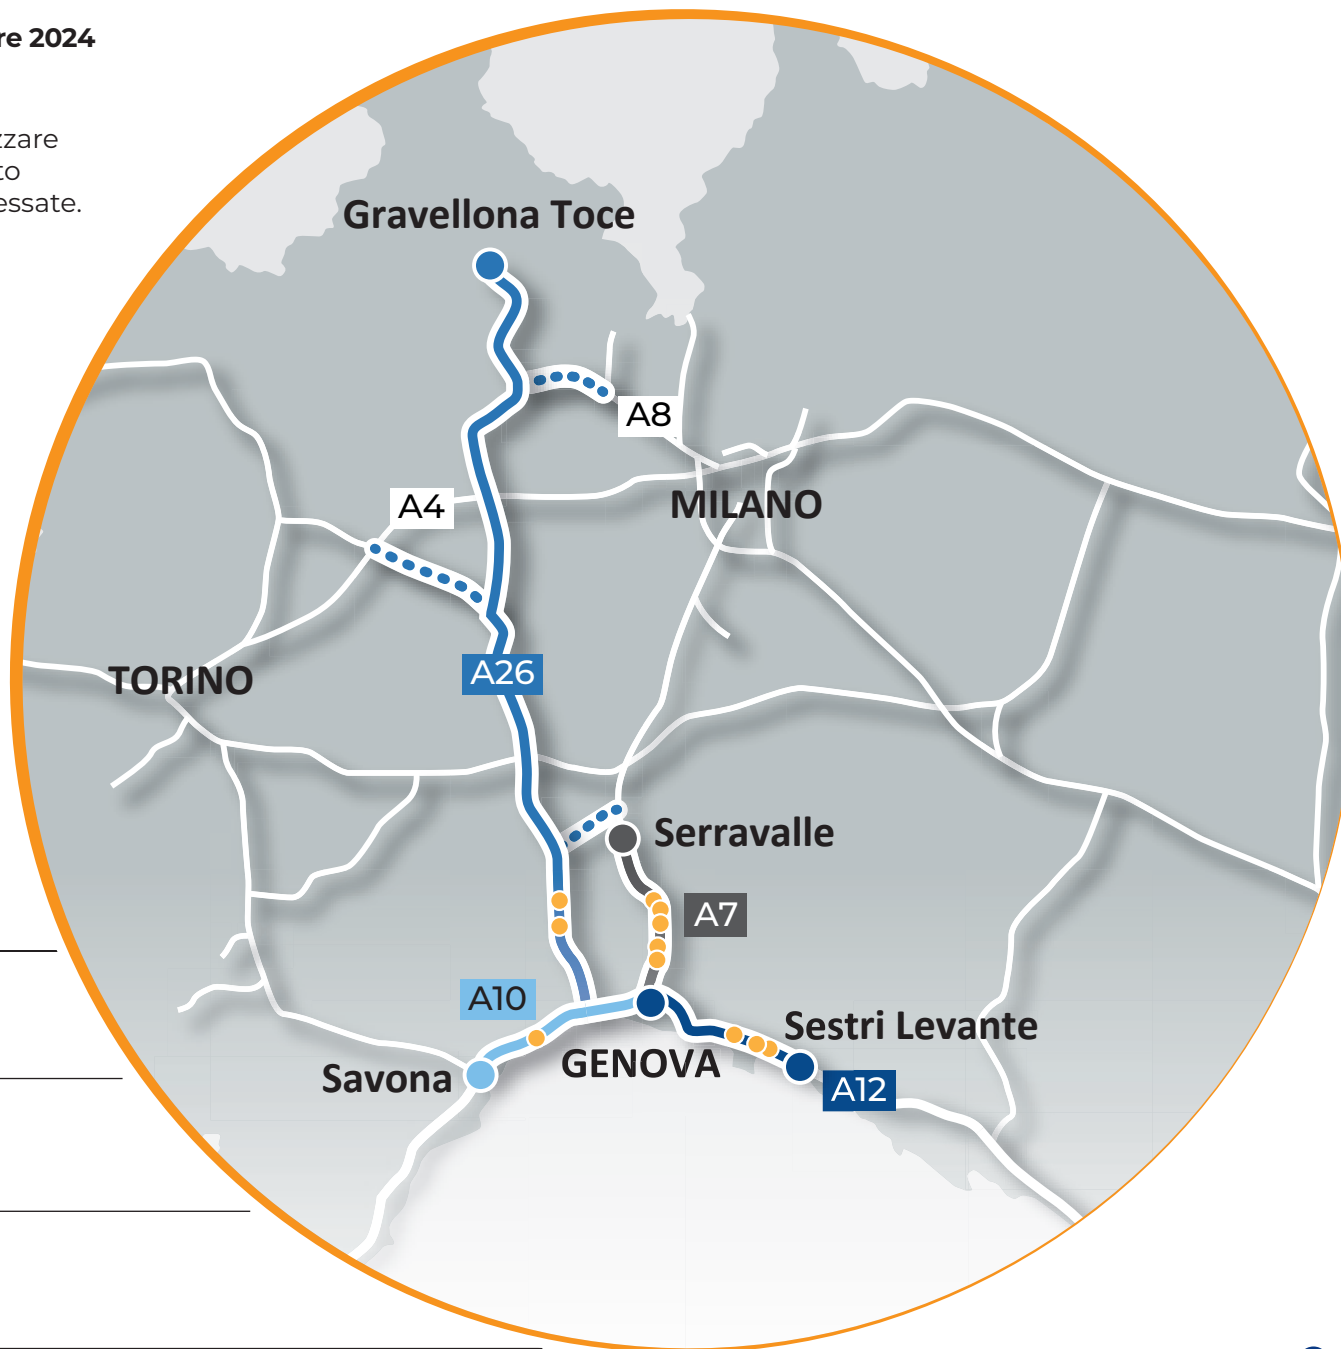 re 2024
zzare
to
essate.
Gravellona Toce
A8
A4
MILANO
TORINO
A26
Serravalle
A7
A10
Sestri Levante
GENOVA
Savona
A12